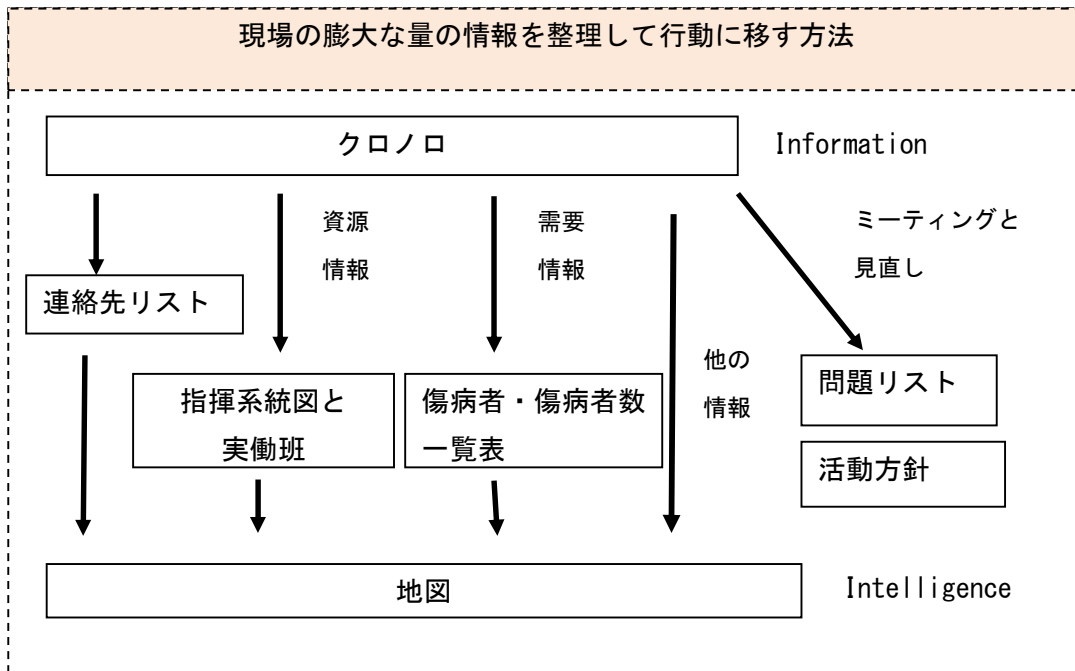 現場の膨大な量の情報を整理して行動に移す方法
クロノロ
Information
資源
情報
需要
情報
ミーティングと
見直し
連絡先リスト
他の
情報
指揮系統図と
実働班
傷病者・傷病者数
一覧表
問題リスト
活動方針
地図
Intelligence